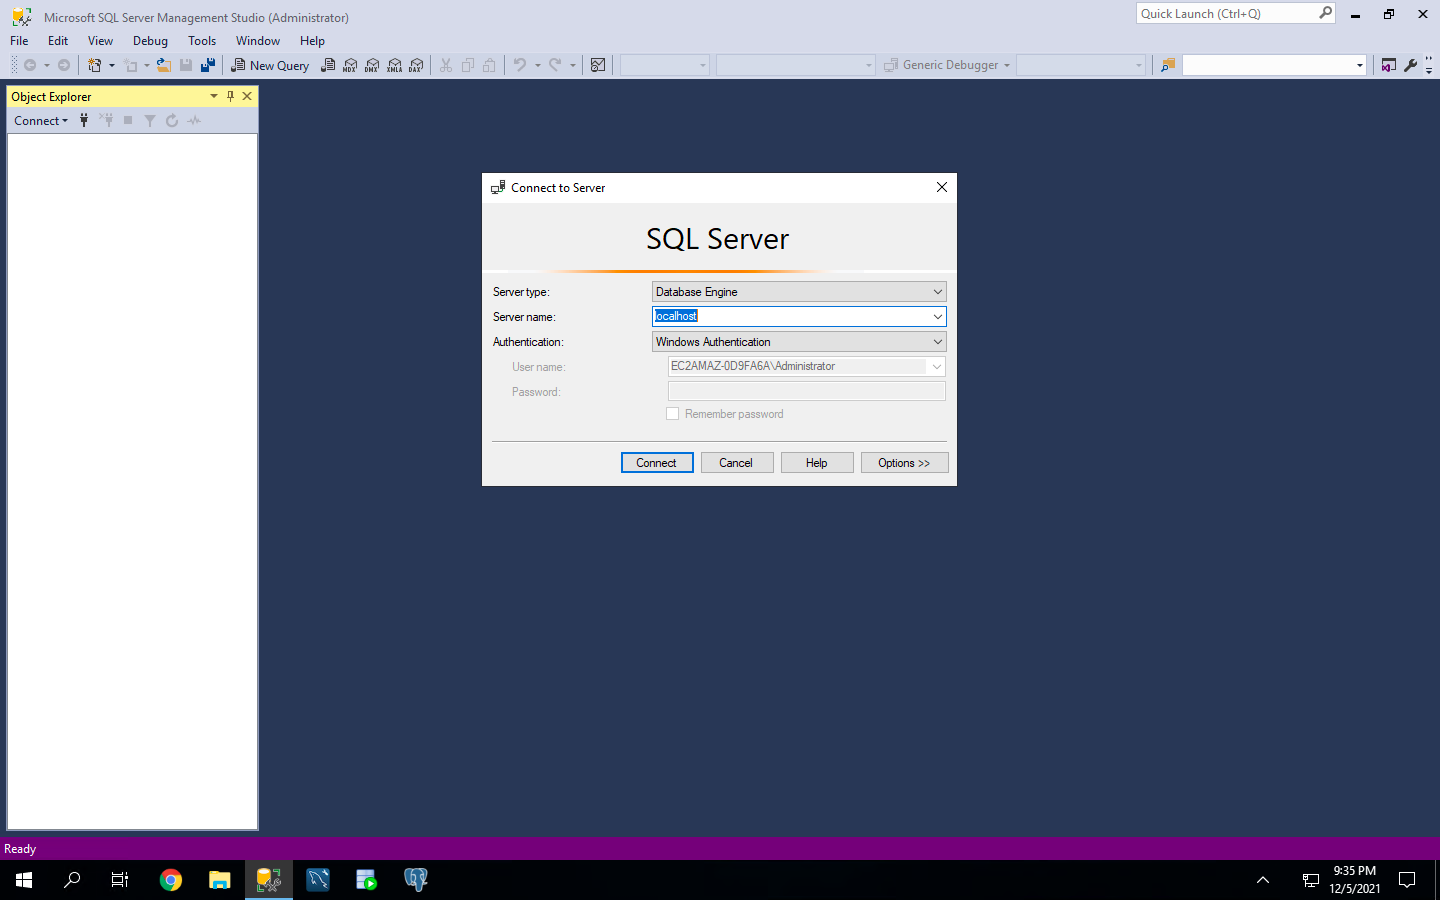 Microsoft SQL Server Management Studio (Administrator)
Quick Launch (Ctrl+Q)
File Edit View Debug Tools Window Help
New Query MDX DMX XMLA DAX Generic Debugger
Object Explorer
Connect
Connect to Server
SQL Server
Server type: Database Engine
Server name: localhost
Authentication: Windows Authentication
User name: EC2AMAZ-0D9FA6A\Administrator
Password:
Remember password
Connect Cancel Help Options >>
Ready
9:35 PM
12/5/2021